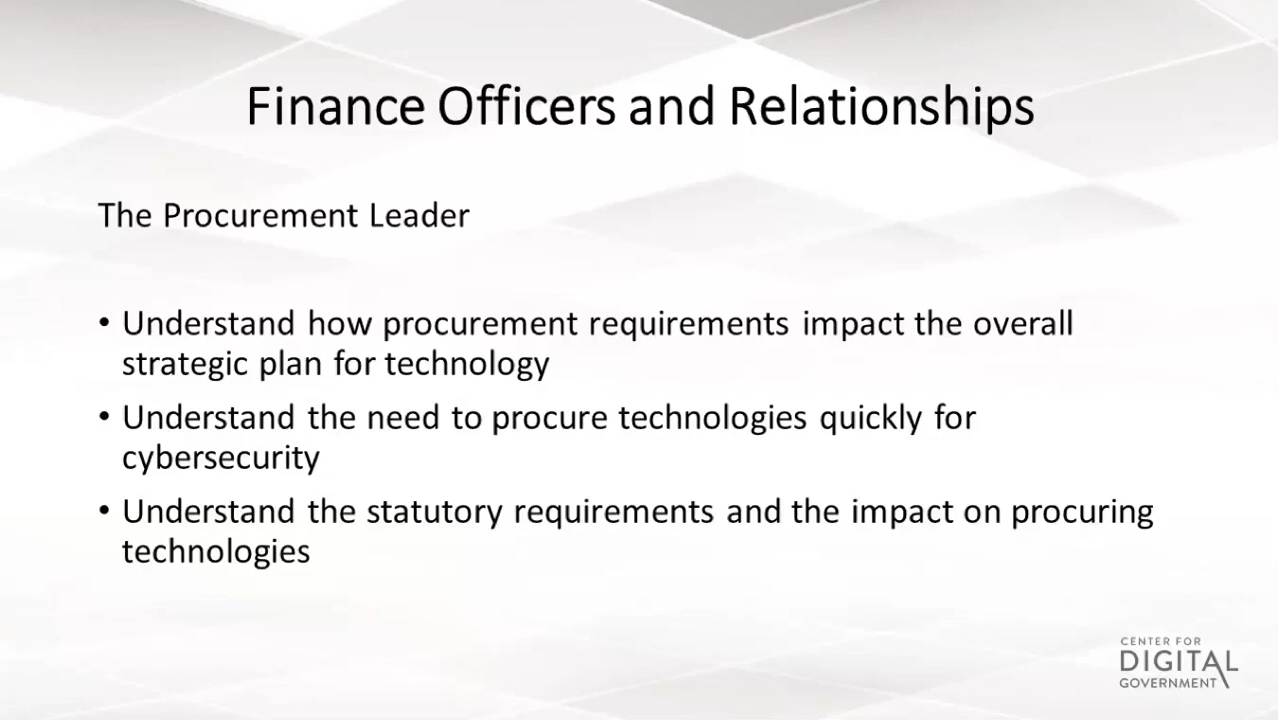 Finance Officers and Relationships
The Procurement Leader
• Understand how procurement requirements impact the overall
strategic plan for technology
• Understand the need to procure technologies quickly for
cybersecurity
• Understand the statutory requirements and the impact on procuring
technologies
CENTER FOR
DIGITAL
GOVERNMENT